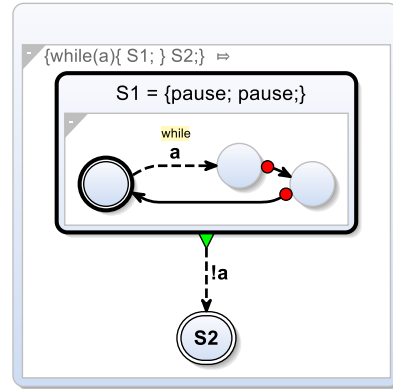 - {while(a){ S1; } S2;} ⤇
S1 = {pause; pause;}
-
while
a
!a
S2